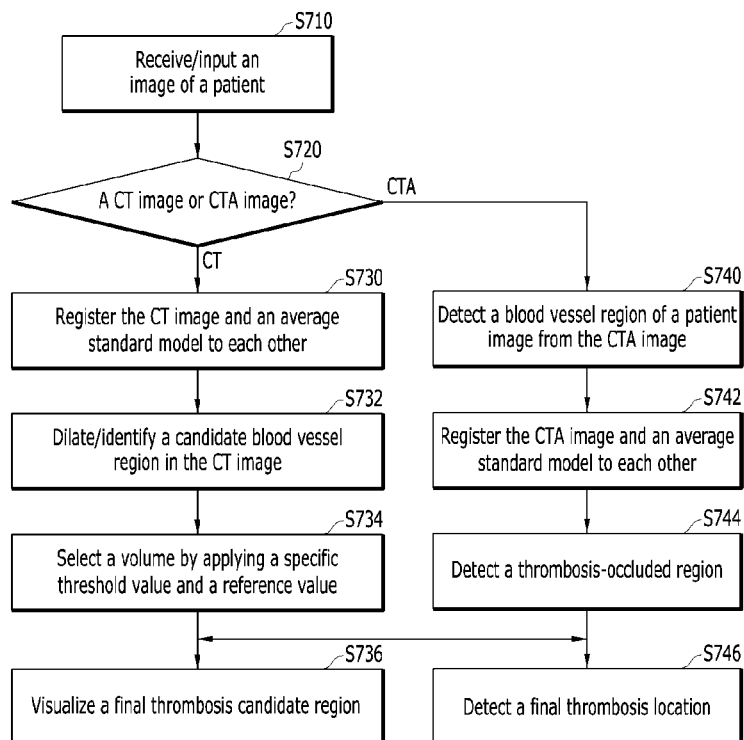 S710
Receive/input an
image of a patient
S720
A CT image or CTA image?
CTA
CT
S730
Register the CT image and an average
standard model to each other
S732
Dilate/identify a candidate blood vessel
region in the CT image
S734
Select a volume by applying a specific
threshold value and a reference value
S736
Visualize a final thrombosis candidate region
S740
Detect a blood vessel region of a patient
image from the CTA image
S742
Register the CTA image and an average
standard model to each other
S744
Detect a thrombosis-occluded region
S746
Detect a final thrombosis location